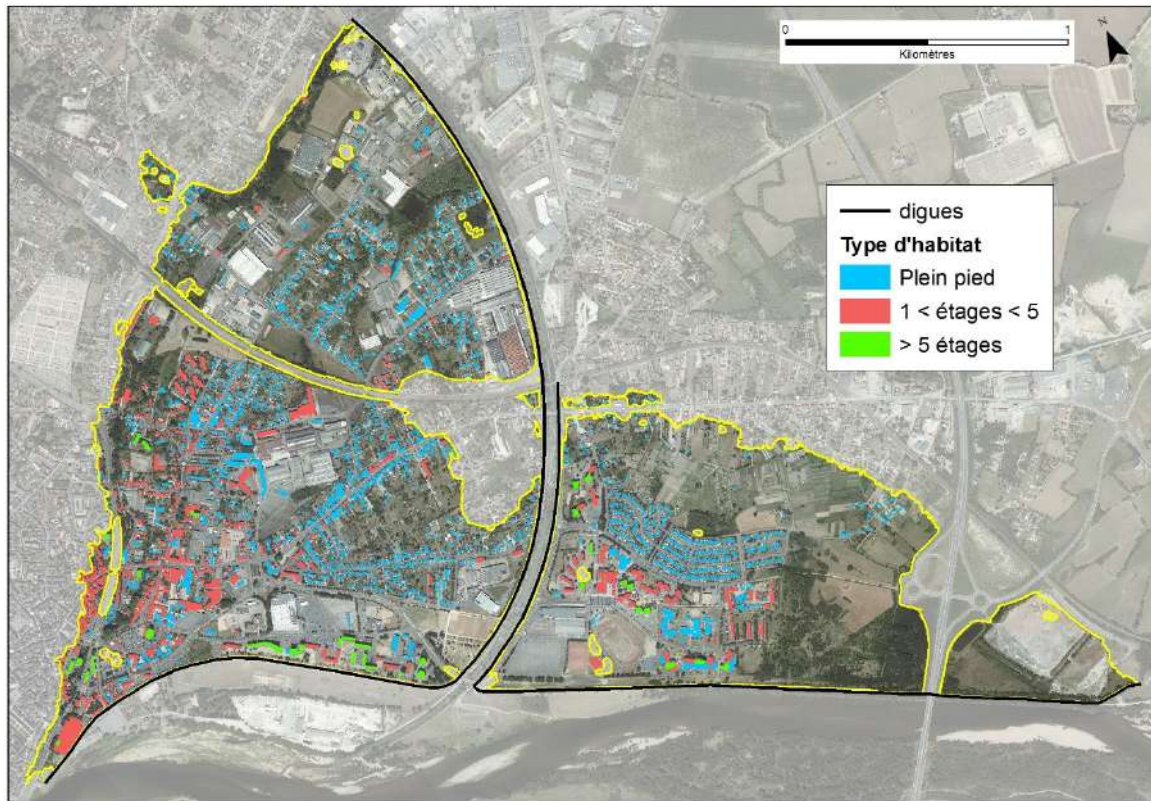 0 1
Kilomètres
N
digues
Type d'habitat
Plein pied
1 < étages < 5
> 5 étages